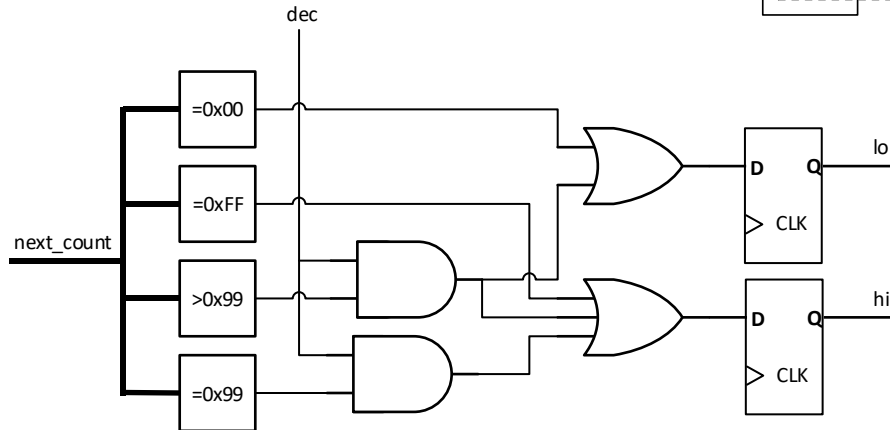 dec
=0x00
lo
D Q
=0xFF
CLK
next_count
>0x99
hi
D Q
CLK
=0x99